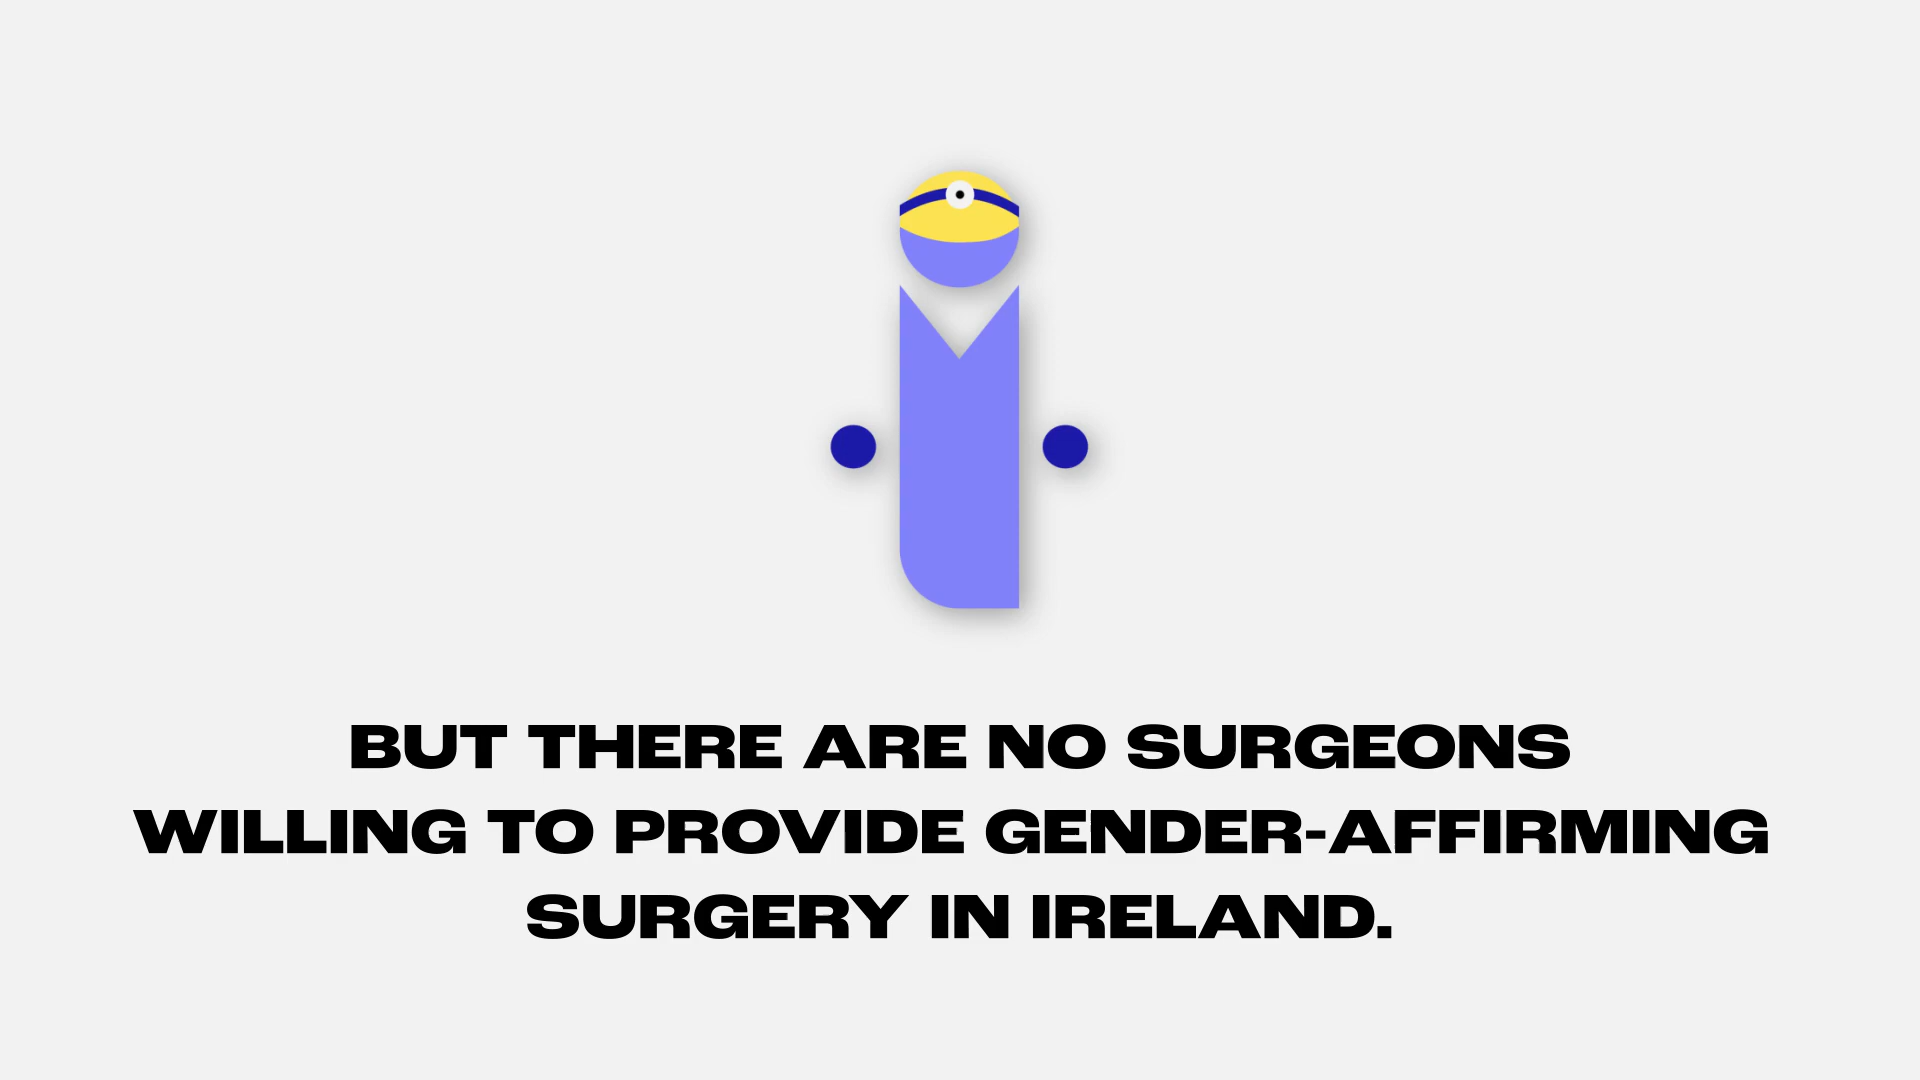 BUT THERE ARE NO SURGEONS
WILLING TO PROVIDE GENDER-AFFIRMING
SURGERY IN IRELAND.